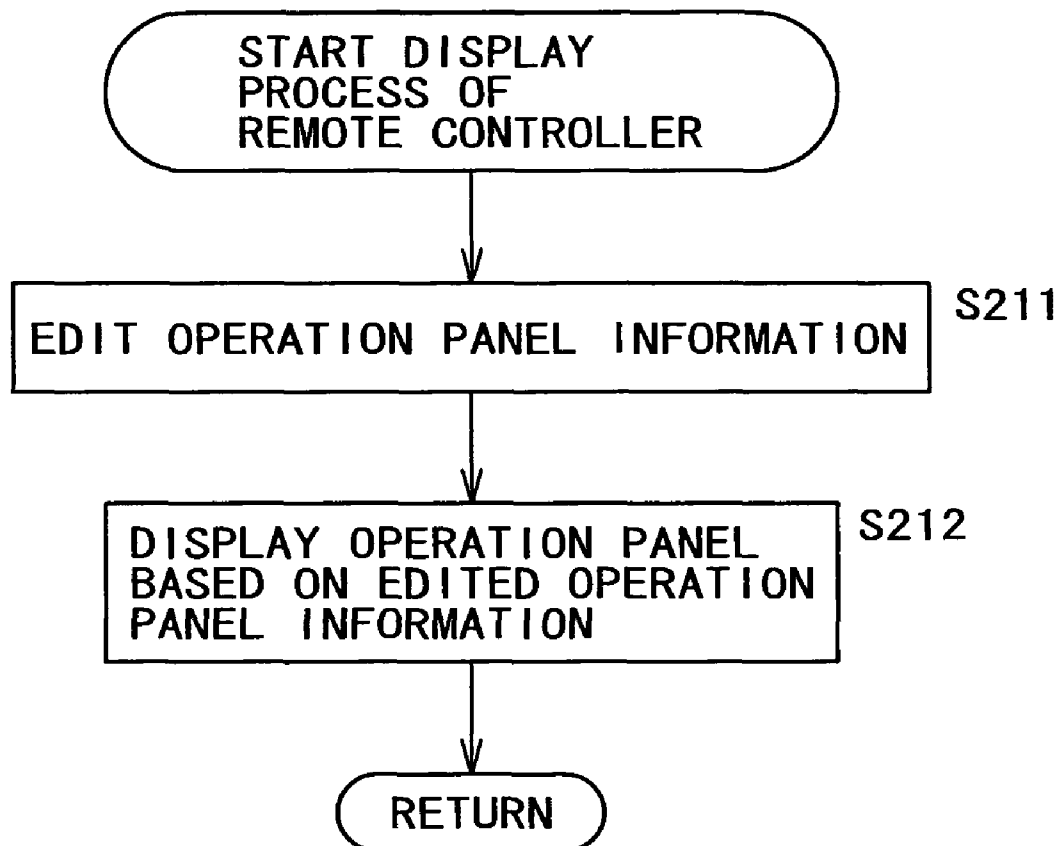 START DISPLAY
PROCESS OF
REMOTE CONTROLLER
S211
EDIT OPERATION PANEL INFORMATION
S212
DISPLAY OPERATION PANEL
BASED ON EDITED OPERATION
PANEL INFORMATION
RETURN